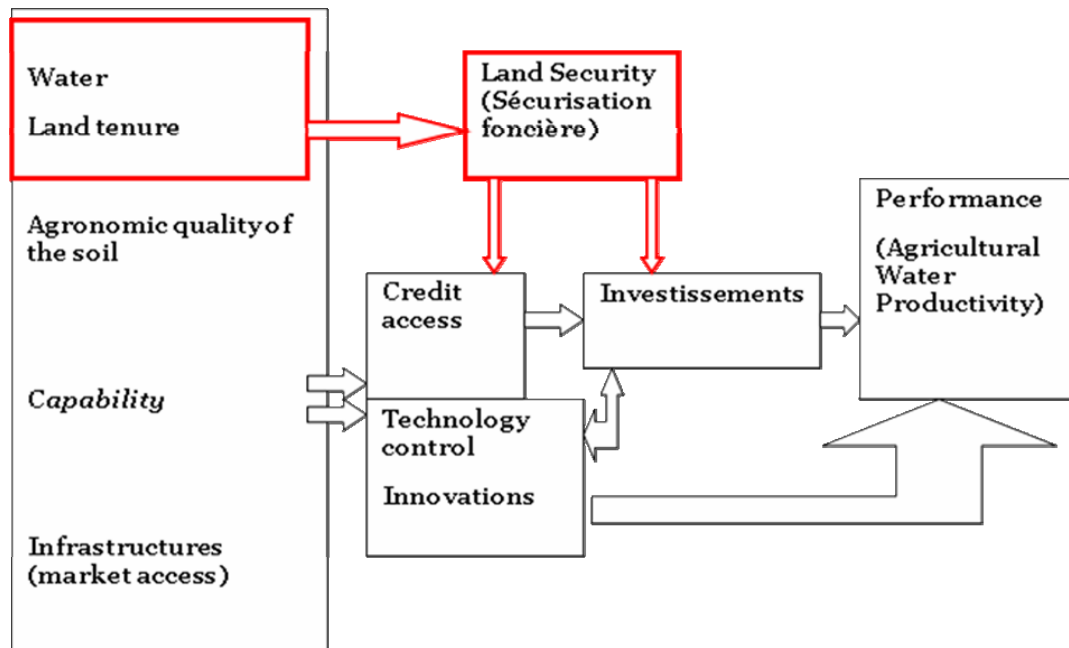 Water
Land tenure
Agronomic quality of
the soil
Capability
Infrastructures
(market access)
Land Security
(Sécurisation
foncière)
Credit
access
Technology
control
Innovations
Investissements
Performance
(Agricultural
Water
Productivity)